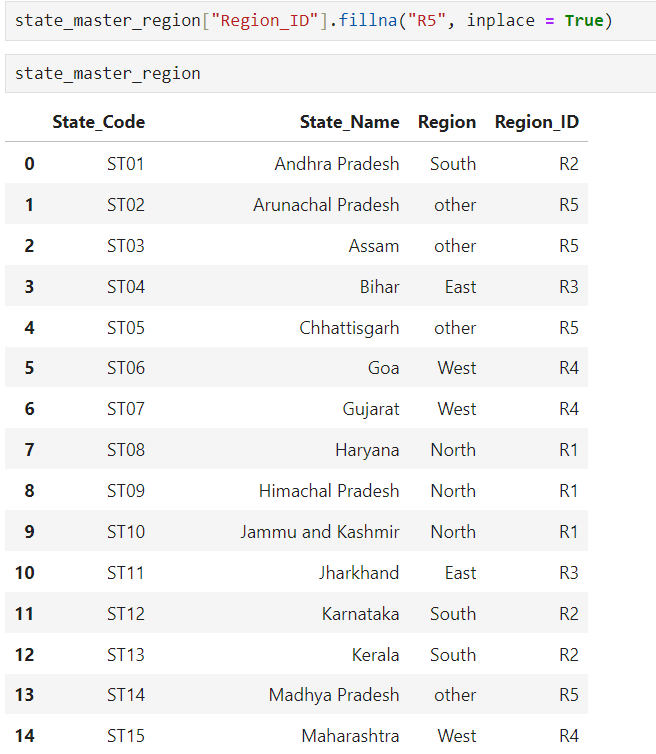 state_master_region["Region_ID"].fillna("R5", inplace = True)
state_master_region
State_Code State_Name Region Region_ID
0 ST01 Andhra Pradesh South R2
1 ST02 Arunachal Pradesh other R5
2 ST03 Assam other R5
3 ST04 Bihar East R3
4 ST05 Chhattisgarh other R5
5 ST06 Goa West R4
6 ST07 Gujarat West R4
7 ST08 Haryana North R1
8 ST09 Himachal Pradesh North R1
9 ST10 Jammu and Kashmir North R1
10 ST11 Jharkhand East R3
11 ST12 Karnataka South R2
12 ST13 Kerala South R2
13 ST14 Madhya Pradesh other R5
14 ST15 Maharashtra West R4